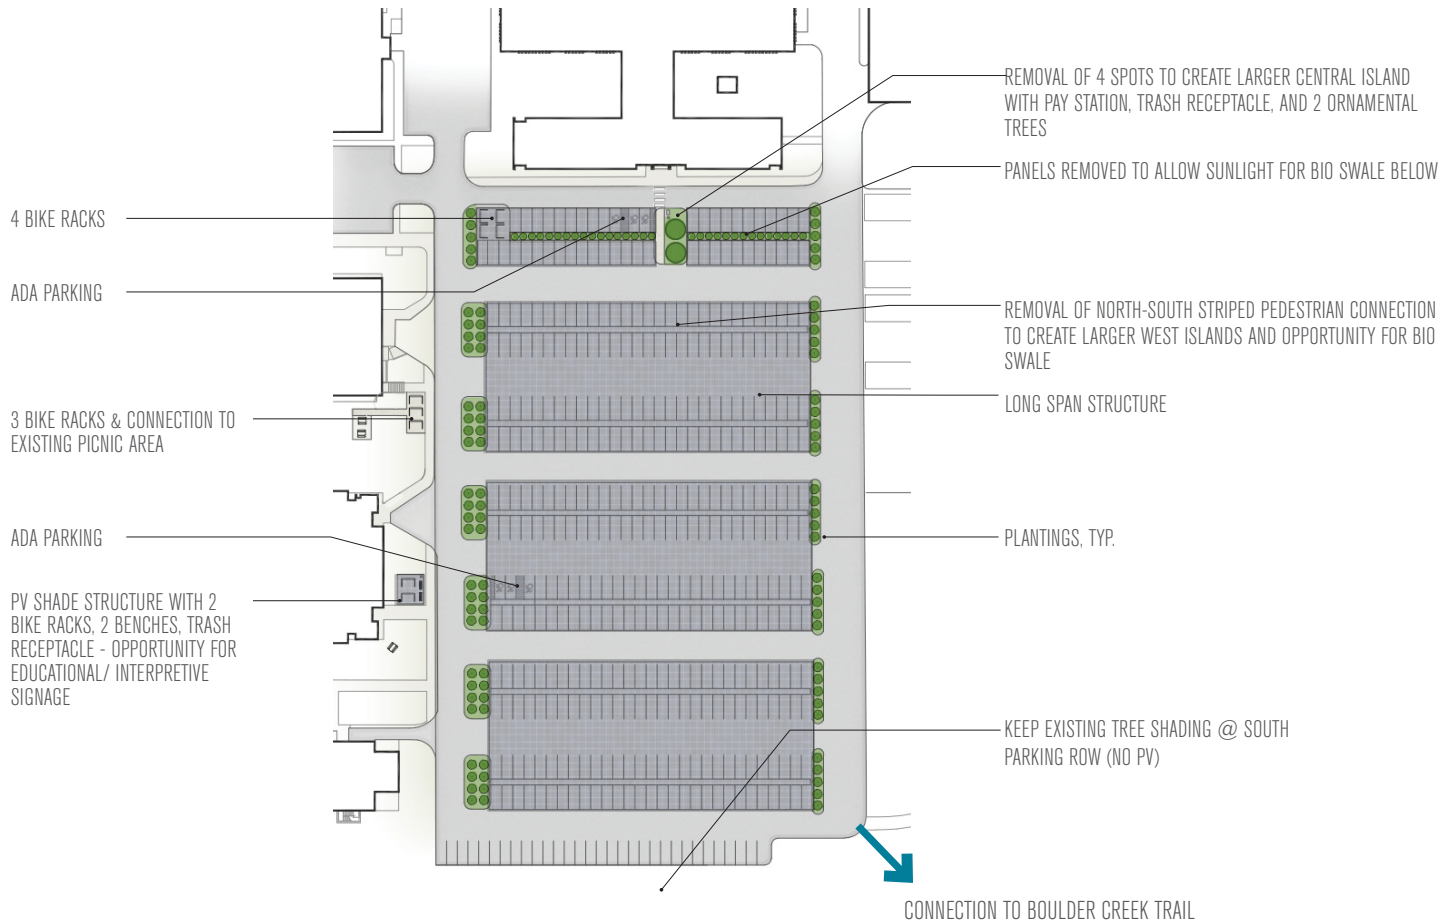 REMOVAL OF 4 SPOTS TO CREATE LARGER CENTRAL ISLAND
WITH PAY STATION, TRASH RECEPTACLE, AND 2 ORNAMENTAL
TREES
PANELS REMOVED TO ALLOW SUNLIGHT FOR BIO SWALE BELOW
4 BIKE RACKS
ADA PARKING
REMOVAL OF NORTH-SOUTH STRIPED PEDESTRIAN CONNECTION
TO CREATE LARGER WEST ISLANDS AND OPPORTUNITY FOR BIO
SWALE
LONG SPAN STRUCTURE
3 BIKE RACKS & CONNECTION TO
EXISTING PICNIC AREA
ADA PARKING
PLANTINGS, TYP.
PV SHADE STRUCTURE WITH 2
BIKE RACKS, 2 BENCHES, TRASH
RECEPTACLE - OPPORTUNITY FOR
EDUCATIONAL/ INTERPRETIVE
SIGNAGE
KEEP EXISTING TREE SHADING @ SOUTH
PARKING ROW (NO PV)
CONNECTION TO BOULDER CREEK TRAIL